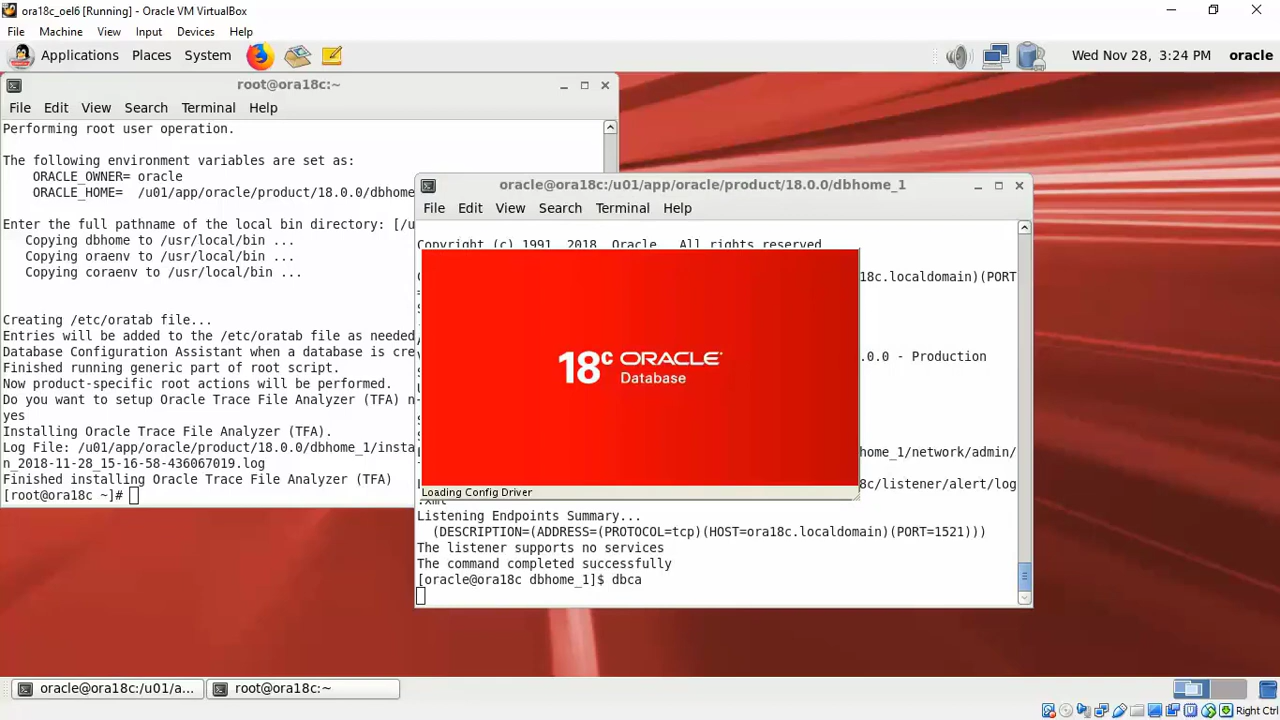 ora18c_oel6 [Running] - Oracle VM VirtualBox
File Machine View Input Devices Help
Applications Places System
Wed Nov 28, 3:24 PM oracle
root@ora18c:~
File Edit View Search Terminal Help
Performing root user operation.
The following environment variables are set as:
ORACLE_OWNER= oracle
ORACLE_HOME= /u01/app/oracle/product/18.0.0/dbhome
Enter the full pathname of the local bin directory: [/u
Copying dbhome to /usr/local/bin ...
Copying oraenv to /usr/local/bin ...
Copying coraenv to /usr/local/bin ...
Creating /etc/oratab file...
Entries will be added to the /etc/oratab file as needed
Database Configuration Assistant when a database is cre
Finished running generic part of root script.
Now product-specific root actions will be performed.
Do you want to setup Oracle Trace File Analyzer (TFA) n
yes
Installing Oracle Trace File Analyzer (TFA).
Log File: /u01/app/oracle/product/18.0.0/dbhome_1/insta
n_2018-11-28_15-16-58-436067019.log
Finished installing Oracle Trace File Analyzer (TFA)
[root@ora18c ~]#
oracle@ora18c:/u01/app/oracle/product/18.0.0/dbhome_1
File Edit View Search Terminal Help
Copyright (c) 1991, 2018, Oracle. All rights reserved.
18c.localdomain)(PORT
.0.0 - Production
home_1/network/admin/
8c/listener/alert/log
18c ORACLE
Database
Loading Config Driver
Listening Endpoints Summary...
(DESCRIPTION=(ADDRESS=(PROTOCOL=tcp)(HOST=ora18c.localdomain)(PORT=1521)))
The listener supports no services
The command completed successfully
[oracle@ora18c dbhome_1]$ dbca
oracle@ora18c:/u01/a...
root@ora18c:~
Right Ctrl